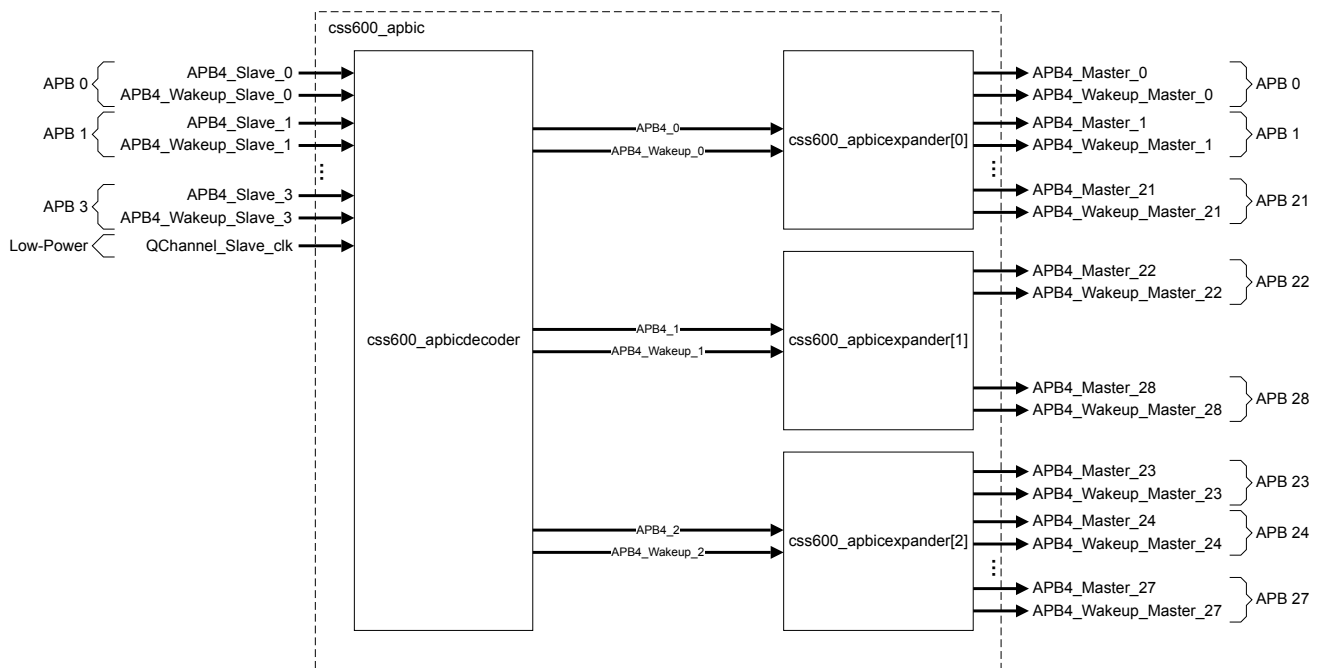 css600_apbic
APB 0
APB4_Slave_0
APB4_Wakeup_Slave_0
APB 1
APB4_Slave_1
APB4_Wakeup_Slave_1
...
APB 3
APB4_Slave_3
APB4_Wakeup_Slave_3
Low-Power
QChannel_Slave_clk
css600_apbicdecoder
APB4_0
APB4_Wakeup_0
APB4_1
APB4_Wakeup_1
APB4_2
APB4_Wakeup_2
css600_apbicexpander[0]
APB4_Master_0
APB4_Wakeup_Master_0
APB 0
APB4_Master_1
APB4_Wakeup_Master_1
APB 1
...
APB4_Master_21
APB4_Wakeup_Master_21
APB 21
css600_apbicexpander[1]
APB4_Master_22
APB4_Wakeup_Master_22
APB 22
APB4_Master_28
APB4_Wakeup_Master_28
APB 28
css600_apbicexpander[2]
APB4_Master_23
APB4_Wakeup_Master_23
APB 23
APB4_Master_24
APB4_Wakeup_Master_24
APB 24
...
APB4_Master_27
APB4_Wakeup_Master_27
APB 27